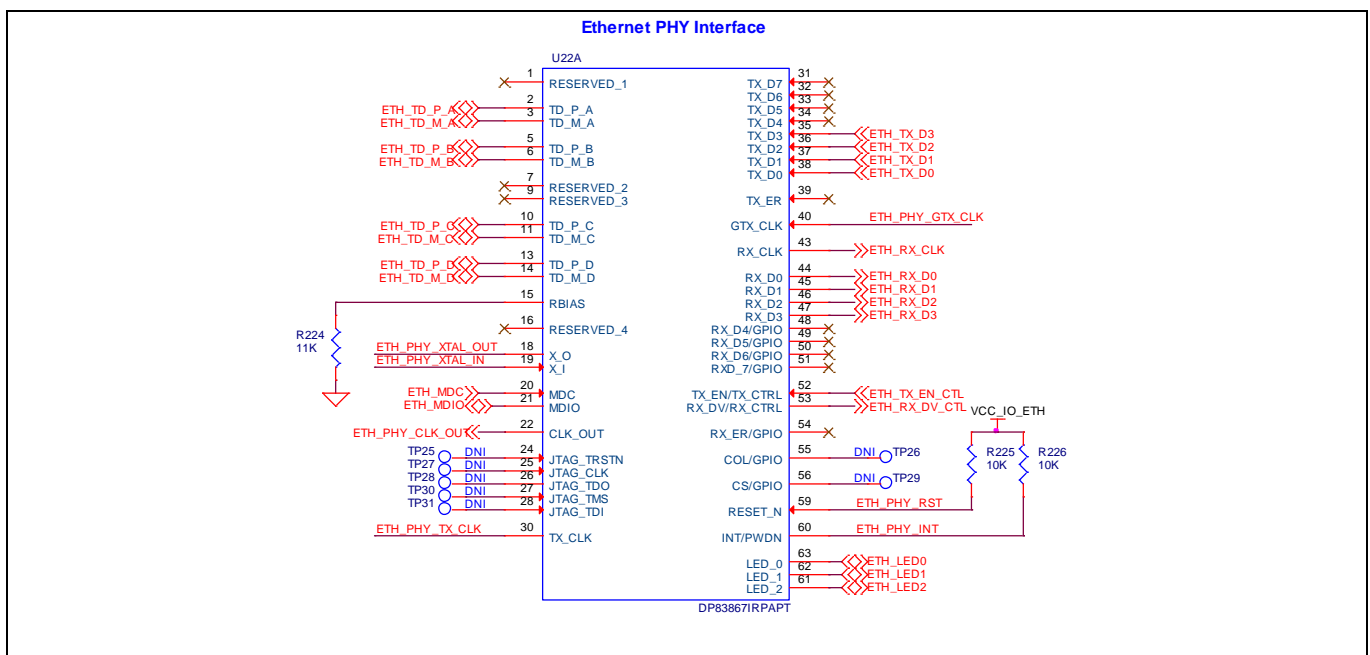 Ethernet PHY Interface
U22A
1 RESERVED_1
ETH_TD_P_A 2 TD_P_A
ETH_TD_M_A 3 TD_M_A
ETH_TD_P_B 5 TD_P_B
ETH_TD_M_B 6 TD_M_B
7 RESERVED_2
9 RESERVED_3
ETH_TD_P_C 10 TD_P_C
ETH_TD_M_C 11 TD_M_C
ETH_TD_P_D 13 TD_P_D
ETH_TD_M_D 14 TD_M_D
15 RBIAS
R224
11K
16 RESERVED_4
ETH_PHY_XTAL_OUT 18 X_O
ETH_PHY_XTAL_IN 19 X_I
ETH_MDC 20 MDC
ETH_MDIO 21 MDIO
ETH_PHY_CLK_OUT 22 CLK_OUT
TP25 DNI 24 JTAG_TRSTN
TP27 DNI 25 JTAG_CLK
TP28 DNI 26 JTAG_TDO
TP30 DNI 27 JTAG_TMS
TP31 DNI 28 JTAG_TDI
ETH_PHY_TX_CLK 30 TX_CLK
TX_D7 31
TX_D6 32
TX_D5 33
TX_D4 34
TX_D3 35 ETH_TX_D3
TX_D2 36 ETH_TX_D2
TX_D1 37 ETH_TX_D1
TX_D0 38 ETH_TX_D0
TX_ER 39
GTX_CLK 40 ETH_PHY_GTX_CLK
RX_CLK 43 ETH_RX_CLK
RX_D0 44 ETH_RX_D0
RX_D1 45 ETH_RX_D1
RX_D2 46 ETH_RX_D2
RX_D3 47 ETH_RX_D3
RX_D4/GPIO 48
RX_D5/GPIO 49
RX_D6/GPIO 50
RXD_7/GPIO 51
TX_EN/TX_CTRL 52 ETH_TX_EN_CTL
RX_DV/RX_CTRL 53 ETH_RX_DV_CTL
VCC_IO_ETH
RX_ER/GPIO 54
COL/GPIO 55 DNI TP26
R225
10K
R226
10K
CS/GPIO 56 DNI TP29
RESET_N 59 ETH_PHY_RST
INT/PWDN 60 ETH_PHY_INT
LED_0 63 ETH_LED0
LED_1 62 ETH_LED1
LED_2 61 ETH_LED2
DP83867IRPAPT